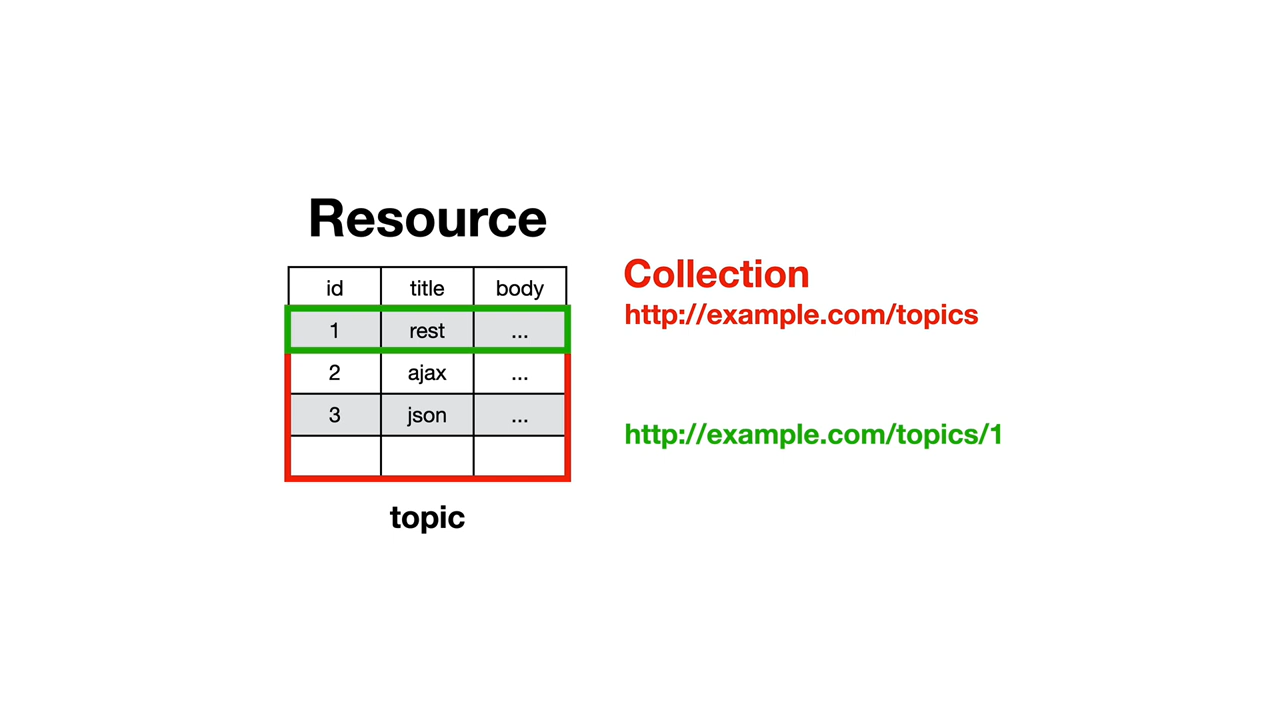 Resource
id title body
1 rest ...
2 ajax ...
3 json ...
topic
Collection
http://example.com/topics
http://example.com/topics/1